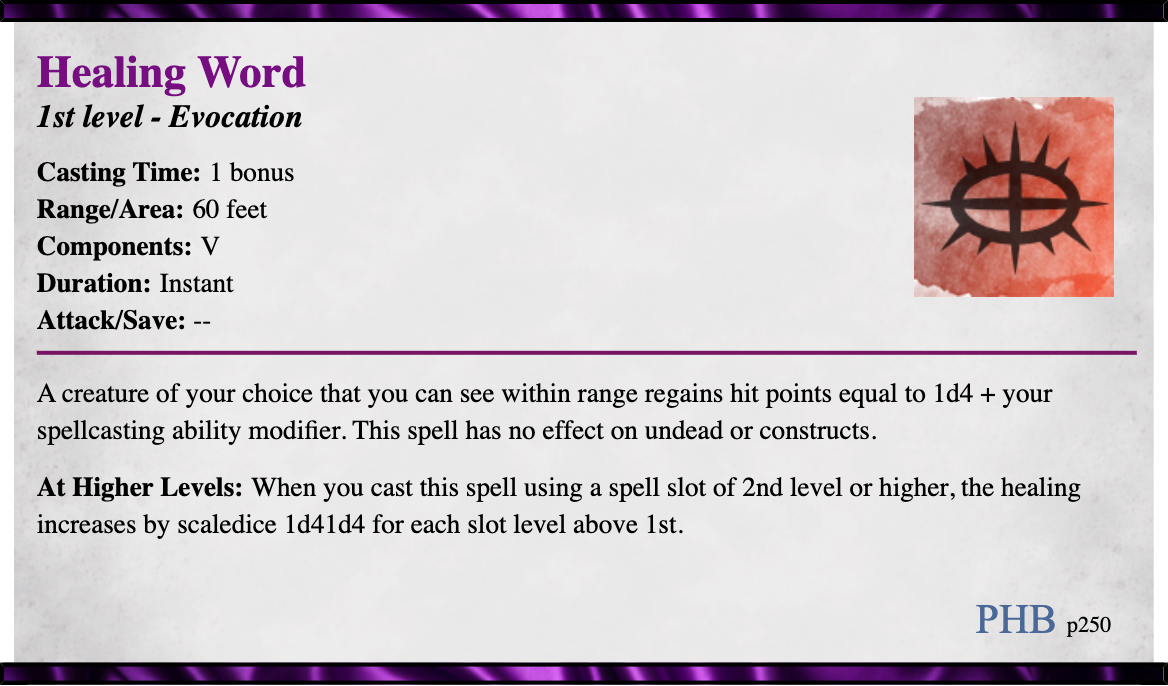 Healing Word
1st level - Evocation
Casting Time: 1 bonus
Range/Area: 60 feet
Components: V
Duration: Instant
Attack/Save: --
A creature of your choice that you can see within range regains hit points equal to 1d4 + your
spellcasting ability modifier. This spell has no effect on undead or constructs.
At Higher Levels: When you cast this spell using a spell slot of 2nd level or higher, the healing
increases by scaledice 1d41d4 for each slot level above 1st.
PHB p250